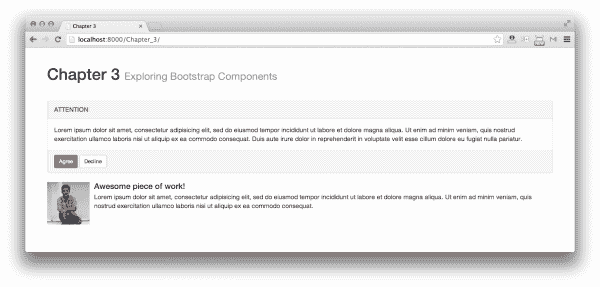 Chapter 3
localhost:8000/Chapter_3/
Chapter 3 Exploring Bootstrap Components
ATTENTION
Lorem ipsum dolor sit amet, consectetur adipisicing elit, sed do eiusmod tempor incididunt ut labore et dolore magna aliqua. Ut enim ad minim veniam, quis
nostrud exercitation ullamco laboris nisi ut aliquip ex ea commodo consequat. Duis aute irure dolor in reprehenderit in voluptate velit esse cillum dolore eu fugiat nulla pariatur.
Agree Decline
Awesome piece of work!
Lorem ipsum dolor sit amet, consectetur adipisicing elit, sed do eiusmod tempor incididunt ut labore et dolore magna aliqua. Ut enim ad minim veniam, quis
nostrud exercitation ullamco laboris nisi ut aliquip ex ea commodo consequat.